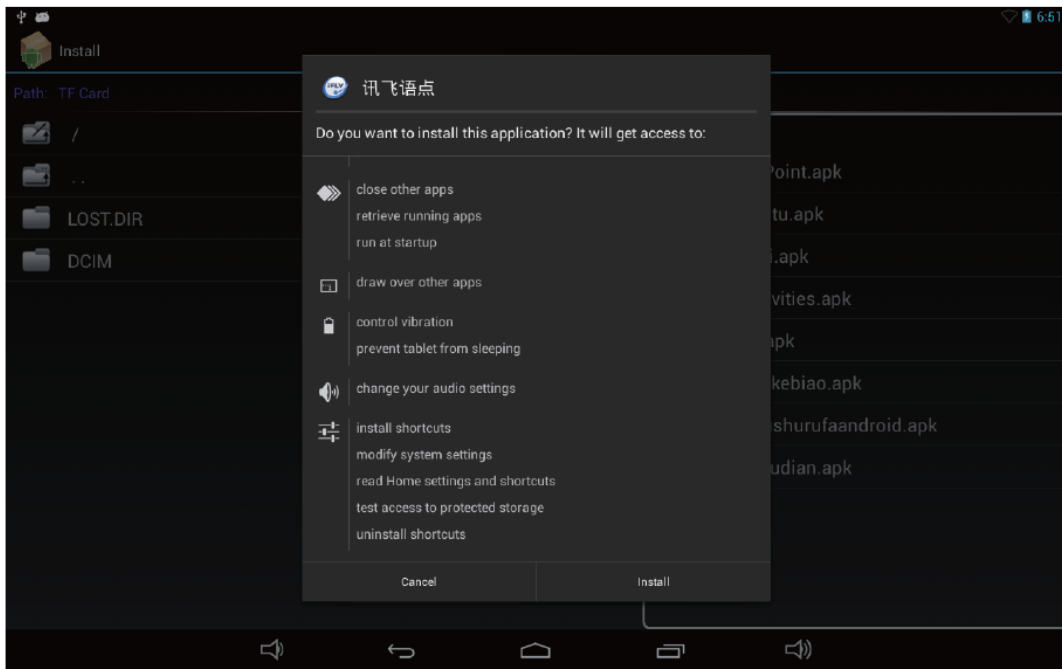 6:51
Install
Path: TF Card
/
. .
LOST.DIR
DCIM
讯飞语点
Do you want to install this application? It will get access to:
close other apps
retrieve running apps
run at startup
draw over other apps
control vibration
prevent tablet from sleeping
change your audio settings
install shortcuts
modify system settings
read Home settings and shortcuts
test access to protected storage
uninstall shortcuts
Cancel
Install
Point.apk
tu.apk
i.apk
vities.apk
apk
kebiao.apk
shurufaandroid.apk
udian.apk